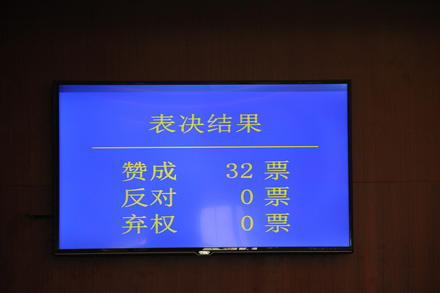 表决结果
赞成 32 票
反对 0 票
弃权 0 票